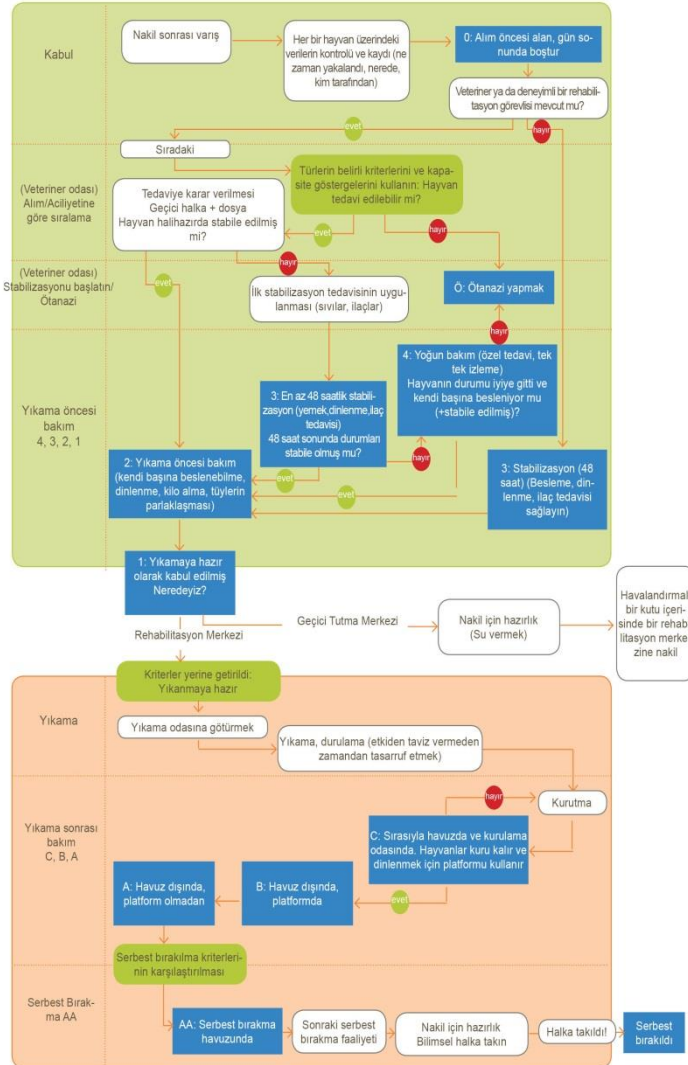 Kabul
Nakil sonrası varış
Her bir hayvan üzerindeki
verilerin kontrolü ve kaydı (ne
zaman yakalandı, nerede,
kim tarafından)
0: Alım öncesi alan, gün so-
nunda boştur
Veteriner ya da deneyimli bir rehabili-
tasyon görevlisi mevcut mu?
evet
hayır
Sıradaki
(Veteriner odası)
Alım/Aciliyetine
göre sıralama
Türlerin belirli kriterlerini ve kapa-
site göstergelerini kullanın: Hayvan
tedavi edilebilir mi?
Tedaviye karar verilmesi
Geçici halka + dosya
Hayvan halihazırda stabile edilmiş
mi?
evet
hayır
hayır
(Veteriner odası)
Stabilizasyonu başlatın/
Ötanazi
evet
İlk stabilizasyon tedavisinin uygu-
lanması (sıvılar, ilaçlar)
Ö: Ötanazi yapmak
hayır
Yıkama öncesi
bakım
4, 3, 2, 1
4: Yoğun bakım (özel tedavi, tek
tek izleme)
Hayvanın durumu iyiye gitti ve
kendi başına besleniyor mu
(+stabile edilmiş)?
3: En az 48 saatlik stabili-
zasyon (yemek,dinlenme,ilaç
tedavisi)
48 saat sonunda durumları
stabile olmuş mu?
hayır
2: Yıkama öncesi bakım
(kendi başına beslenebilme,
dinlenme, kilo alma, tüylerin
parlaklaşması)
evet
evet
3: Stabilizasyon (48
saat) (Besleme, din-
lenme, ilaç tedavisi
sağlayın)
1: Yıkamaya hazır
olarak kabul edilmiş
Neredeyiz?
Rehabilitasyon Merkezi
Geçici Tutma Merkezi
Nakil için hazırlık
(Su vermek)
Havalandırmal
bir kutu içeri-
sinde bir rehab
litasyon merke
zine nakil
Kriterler yerine getirildi:
Yıkanmaya hazır
Yıkama
Yıkama odasına götürmek
Yıkama, durulama (etkiden taviz vermeden
zamandan tasarruf etmek)
Kurutma
hayır
Yıkama sonrası
bakım
C, B, A
C: Sırasıyla havuzda ve kurulama
odasında. Hayvanlar kuru kalır ve
dinlenmek için platformu kullanır
evet
B: Havuz dışında,
platformda
A: Havuz dışında,
platform olmadan
Serbest bırakılma kriterleri-
nin karşılaştırılması
Serbest Bırak-
ma AA
AA: Serbest bırakma
havuzunda
Sonraki serbest
bırakma faaliyeti
Nakil için hazırlık
Bilimsel halka takın
Halka takıldı!
Serbest
bırakıldı